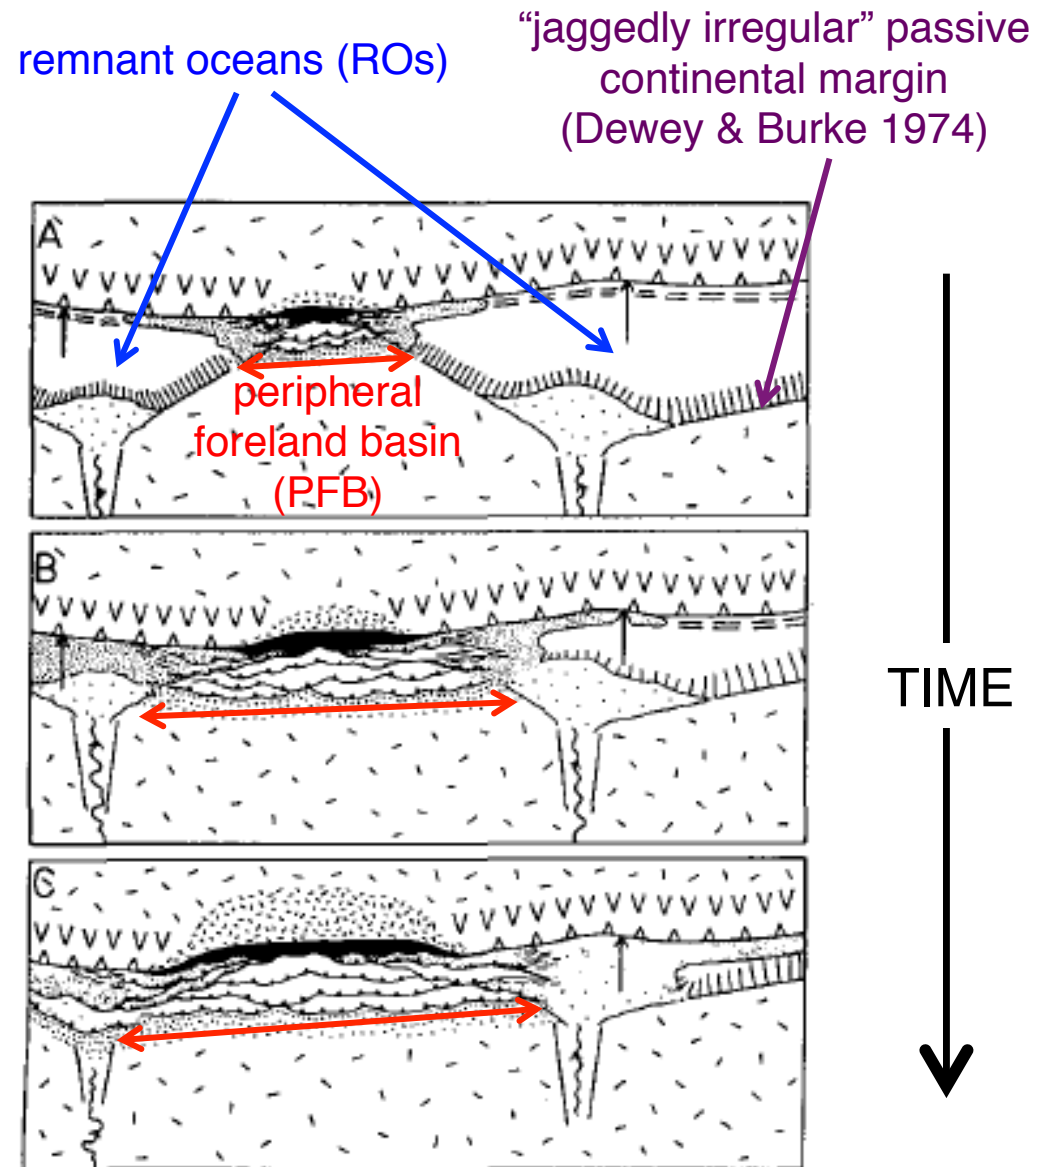 remnant oceans (ROs)
“jaggedly irregular” passive
continental margin
(Dewey & Burke 1974)
A
peripheral
foreland basin
(PFB)
B
TIME
C